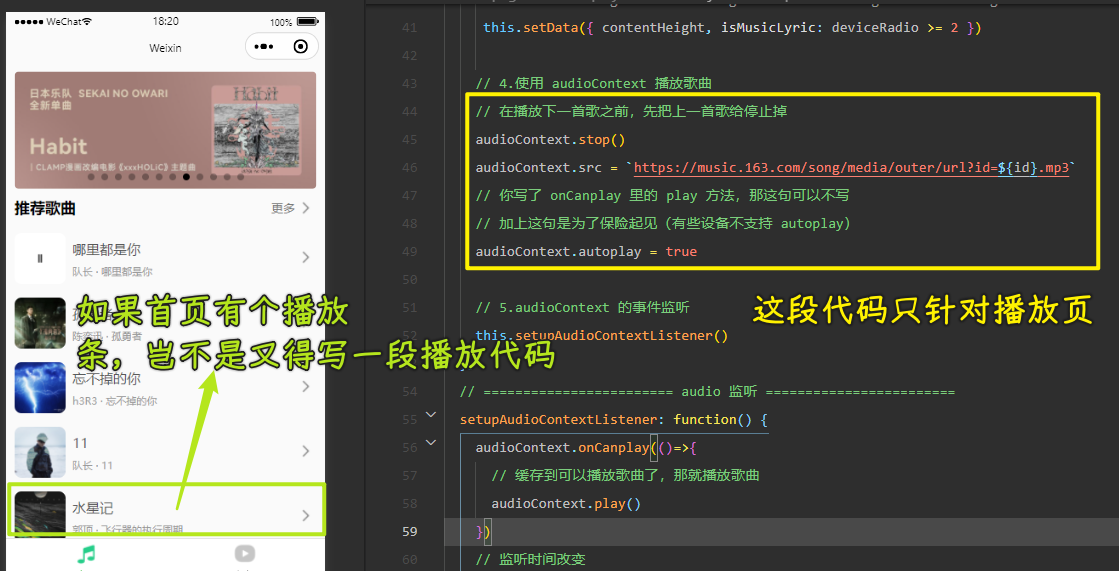 WeChat
18:20
100%
Weixin
日本乐队 SEKAI NO OWARI
全新单曲
Habit
CLAMP漫画改编电影《xxxHOLiC》主题曲
Habit
推荐歌曲
更多
哪里都是你
队长 · 哪里都是你
陈奕迅 · 孤勇者
忘不掉的你
h3R3 · 忘不掉的你
11
队长 · 11
水星记
郭顶 · 飞行器的执行周期
如果首页有个播放
条，岂不是又得写一段播放代码
41 this.setData({ contentHeight, isMusicLyric: deviceRadio >= 2 })
42
43 // 4.使用 audioContext 播放歌曲
44 // 在播放下一首歌之前，先把上一首歌给停止掉
45 audioContext.stop()
46 audioContext.src = `https://music.163.com/song/media/outer/url?id=${id}.mp3`
47 // 你写了 onCanplay 里的 play 方法，那这句可以不写
48 // 加上这句是为了保险起见（有些设备不支持 autoplay）
49 audioContext.autoplay = true
50
51 // 5.audioContext 的事件监听
this.setupAudioContextListener()
这段代码只针对播放页
54 // ======================== audio 监听 ========================
55 setupAudioContextListener: function() {
56 audioContext.onCanplay(()=>{
57 // 缓存到可以播放歌曲了，那就播放歌曲
58 audioContext.play()
59 })
60 // 监听时间改变